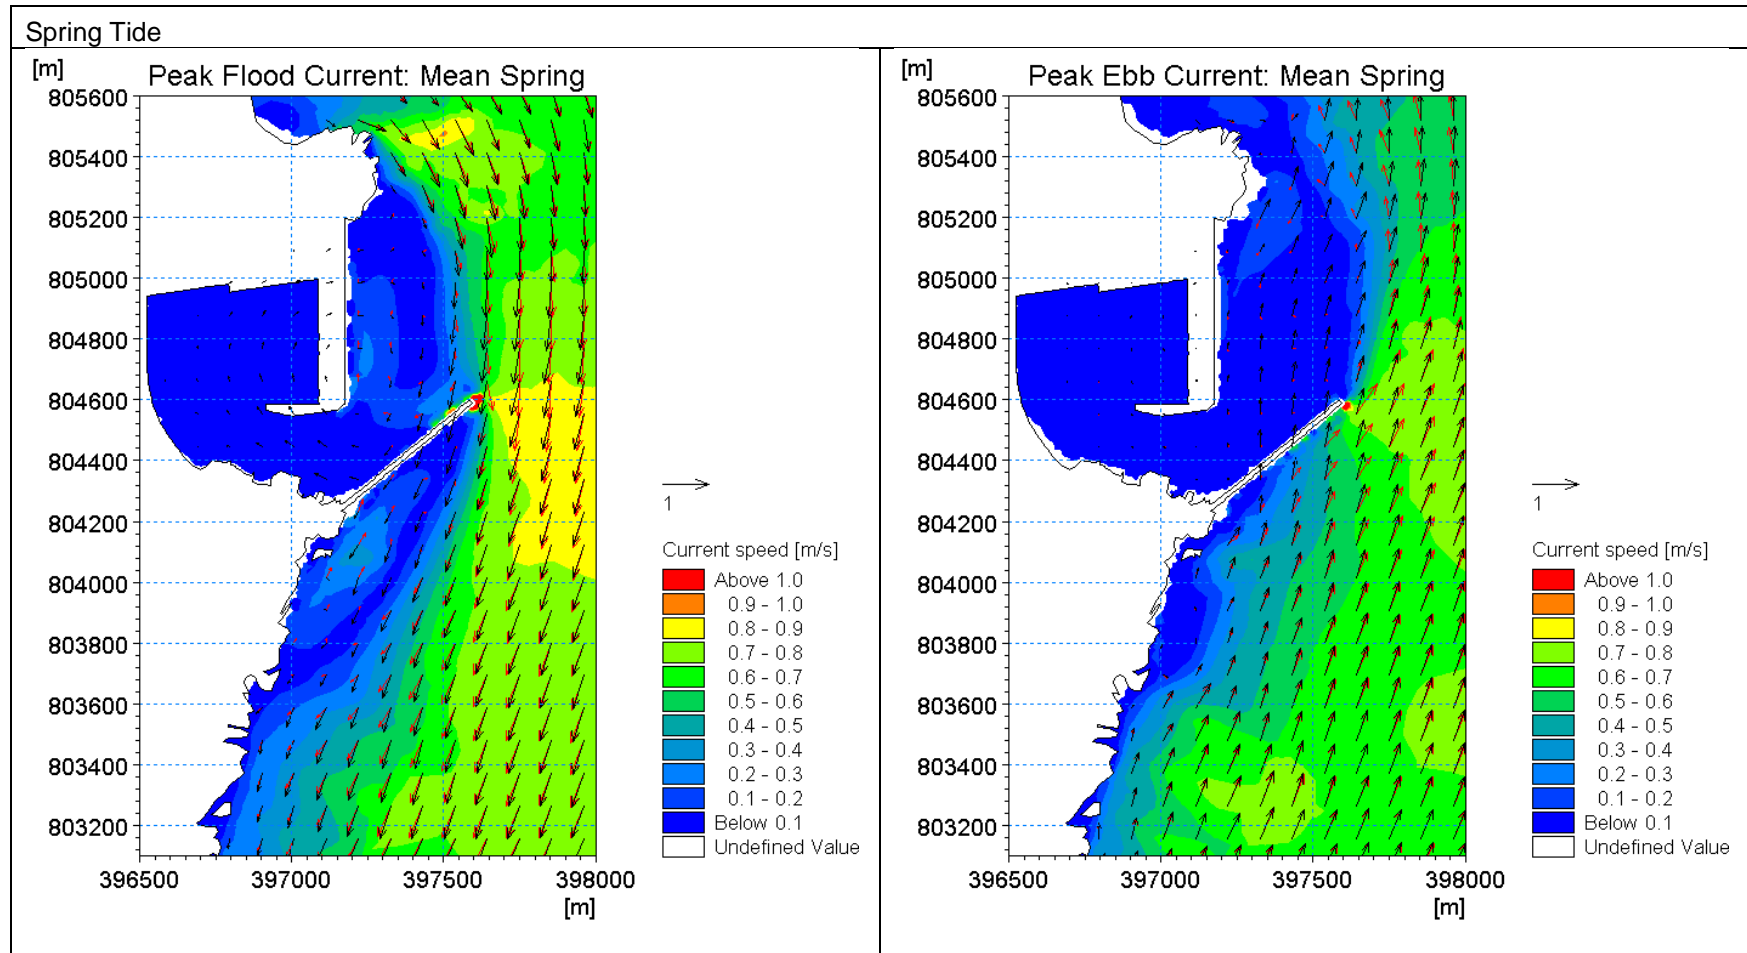 Spring Tide
[m] Peak Flood Current: Mean Spring
805600
805400
805200
805000
804800
804600
804400
804200
804000
803800
803600
803400
803200
396500 397000 397500 398000
[m]
1
Current speed [m/s]
Above 1.0
0.9 - 1.0
0.8 - 0.9
0.7 - 0.8
0.6 - 0.7
0.5 - 0.6
0.4 - 0.5
0.3 - 0.4
0.2 - 0.3
0.1 - 0.2
Below 0.1
Undefined Value
[m] Peak Ebb Current: Mean Spring
805600
805400
805200
805000
804800
804600
804400
804200
804000
803800
803600
803400
803200
396500 397000 397500 398000
[m]
1
Current speed [m/s]
Above 1.0
0.9 - 1.0
0.8 - 0.9
0.7 - 0.8
0.6 - 0.7
0.5 - 0.6
0.4 - 0.5
0.3 - 0.4
0.2 - 0.3
0.1 - 0.2
Below 0.1
Undefined Value